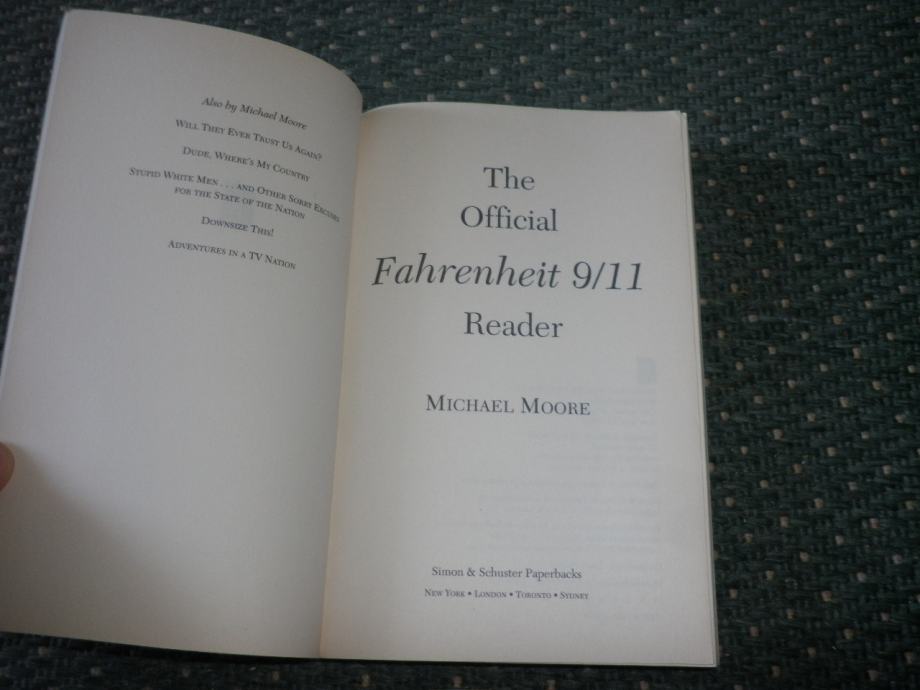 Also by Michael Moore
WILL THEY EVER TRUST US AGAIN?
DUDE, WHERE'S MY COUNTRY
STUPID WHITE MEN . . . AND OTHER SORRY EXCUSES
FOR THE STATE OF THE NATION
DOWNSIZE THIS!
ADVENTURES IN A TV NATION
The
Official
Fahrenheit 9/11
Reader
MICHAEL MOORE
Simon & Schuster Paperbacks
NEW YORK • LONDON • TORONTO • SYDNEY